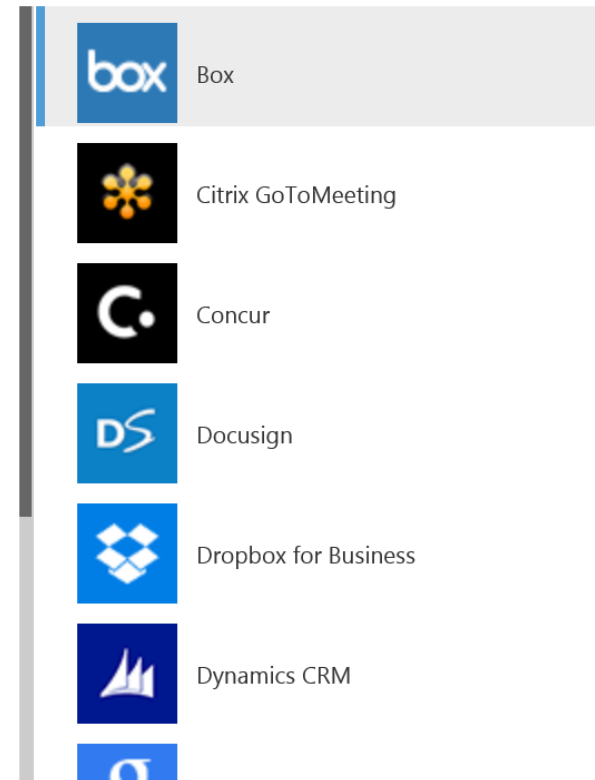 box
Box
Citrix GoToMeeting
C.
Concur
DS
Docusign
Dropbox for Business
Dynamics CRM
g